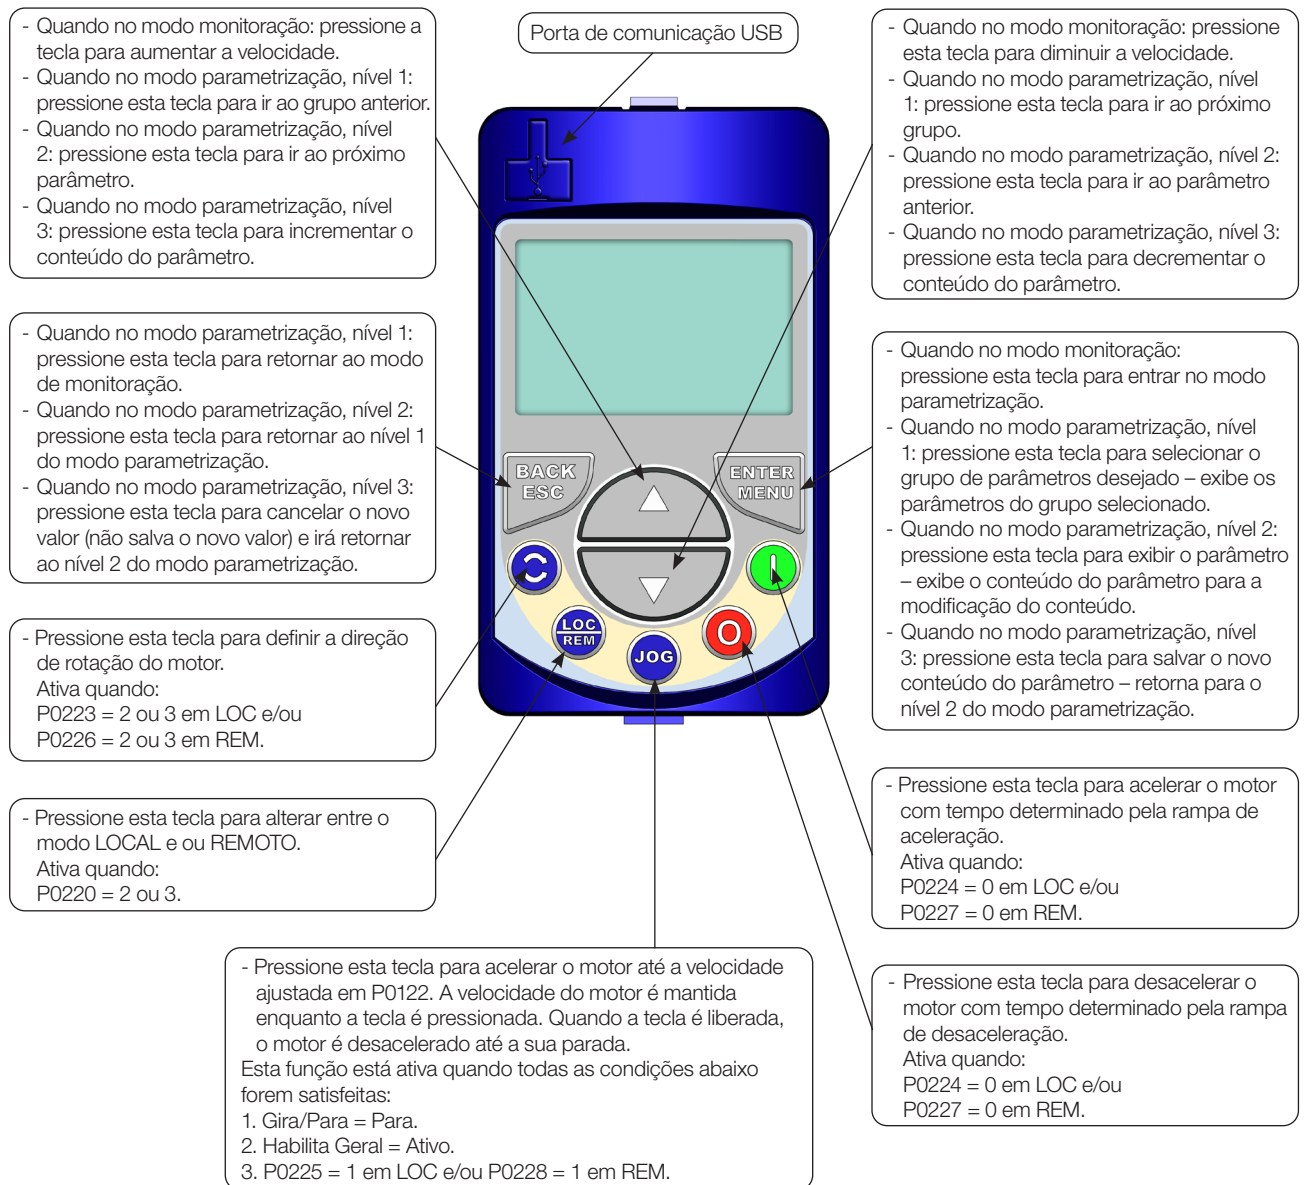 - Quando no modo monitoração: pressione a
tecla para aumentar a velocidade.
- Quando no modo parametrização, nível 1:
pressione esta tecla para ir ao grupo anterior.
- Quando no modo parametrização, nível
2: pressione esta tecla para ir ao próximo
parâmetro.
- Quando no modo parametrização, nível
3: pressione esta tecla para incrementar o
conteúdo do parâmetro.
Porta de comunicação USB
- Quando no modo monitoração: pressione
esta tecla para diminuir a velocidade.
- Quando no modo parametrização, nível
1: pressione esta tecla para ir ao próximo
grupo.
- Quando no modo parametrização, nível 2:
pressione esta tecla para ir ao parâmetro
anterior.
- Quando no modo parametrização, nível 3:
pressione esta tecla para decrementar o
conteúdo do parâmetro.
- Quando no modo parametrização, nível 1:
pressione esta tecla para retornar ao modo
de monitoração.
- Quando no modo parametrização, nível 2:
pressione esta tecla para retornar ao nível 1
do modo parametrização.
- Quando no modo parametrização, nível 3:
pressione esta tecla para cancelar o novo
valor (não salva o novo valor) e irá retornar
ao nível 2 do modo parametrização.
BACK
ESC
ENTER
MENU
LOC
REM
JOG
- Quando no modo monitoração:
pressione esta tecla para entrar no modo
parametrização.
- Quando no modo parametrização, nível
1: pressione esta tecla para selecionar o
grupo de parâmetros desejado – exibe os
parâmetros do grupo selecionado.
- Quando no modo parametrização, nível 2:
pressione esta tecla para exibir o parâmetro
– exibe o conteúdo do parâmetro para a
modificação do conteúdo.
- Quando no modo parametrização, nível
3: pressione esta tecla para salvar o novo
conteúdo do parâmetro – retorna para o
nível 2 do modo parametrização.
- Pressione esta tecla para definir a direção
de rotação do motor.
Ativa quando:
P0223 = 2 ou 3 em LOC e/ou
P0226 = 2 ou 3 em REM.
- Pressione esta tecla para alterar entre o
modo LOCAL e ou REMOTO.
Ativa quando:
P0220 = 2 ou 3.
- Pressione esta tecla para acelerar o motor
com tempo determinado pela rampa de
aceleração.
Ativa quando:
P0224 = 0 em LOC e/ou
P0227 = 0 em REM.
- Pressione esta tecla para acelerar o motor até a velocidade
ajustada em P0122. A velocidade do motor é mantida
enquanto a tecla é pressionada. Quando a tecla é liberada,
o motor é desacelerado até a sua parada.
Esta função está ativa quando todas as condições abaixo
forem satisfeitas:
1. Gira/Para = Para.
2. Habilita Geral = Ativo.
3. P0225 = 1 em LOC e/ou P0228 = 1 em REM.
- Pressione esta tecla para desacelerar o
motor com tempo determinado pela rampa
de desaceleração.
Ativa quando:
P0224 = 0 em LOC e/ou
P0227 = 0 em REM.